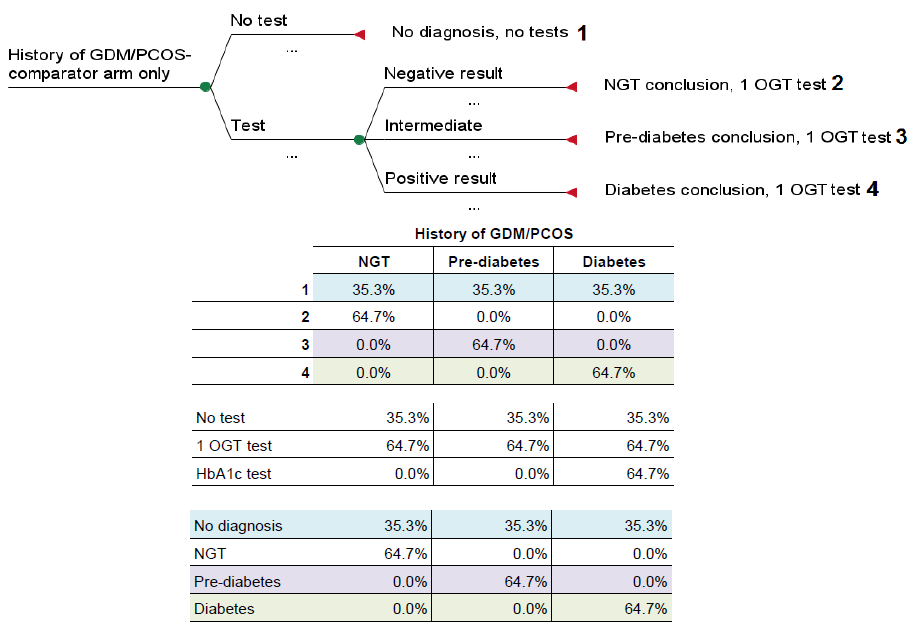 No test
...
No diagnosis, no tests 1
History of GDM/PCOS-
comparator arm only
Negative result
...
NGT conclusion, 1 OGT test 2
Test
...
Intermediate
...
Pre-diabetes conclusion, 1 OGT test 3
Positive result
...
Diabetes conclusion, 1 OGT test 4
History of GDM/PCOS
NGT Pre-diabetes Diabetes
1 35.3% 35.3% 35.3%
2 64.7% 0.0% 0.0%
3 0.0% 64.7% 0.0%
4 0.0% 0.0% 64.7%
No test 35.3% 35.3% 35.3%
1 OGT test 64.7% 64.7% 64.7%
HbA1c test 0.0% 0.0% 64.7%
No diagnosis 35.3% 35.3% 35.3%
NGT 64.7% 0.0% 0.0%
Pre-diabetes 0.0% 64.7% 0.0%
Diabetes 0.0% 0.0% 64.7%